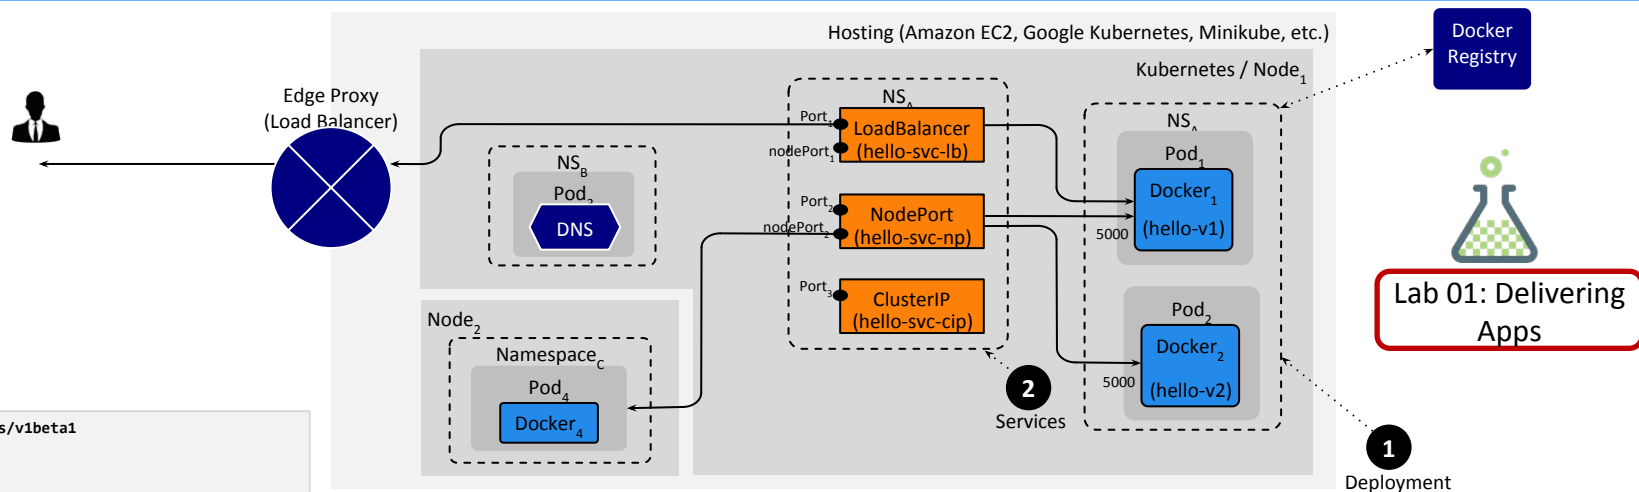 Hosting (Amazon EC2, Google Kubernetes, Minikube, etc.)
Docker
Registry
Kubernetes / Node1
Edge Proxy
(Load Balancer)
NSA
Port1
LoadBalancer
(hello-svc-lb)
nodePort1
NSA
Pod1
Docker1
(hello-v1)
5000
NSB
Pod3
DNS
Port2
NodePort
(hello-svc-np)
nodePort2
Port3
ClusterIP
(hello-svc-cip)
Lab 01: Delivering
Apps
Node2
NamespaceC
Pod4
Docker4
Pod2
Docker2
(hello-v2)
5000
2
Services
1
Deployment
s/v1beta1